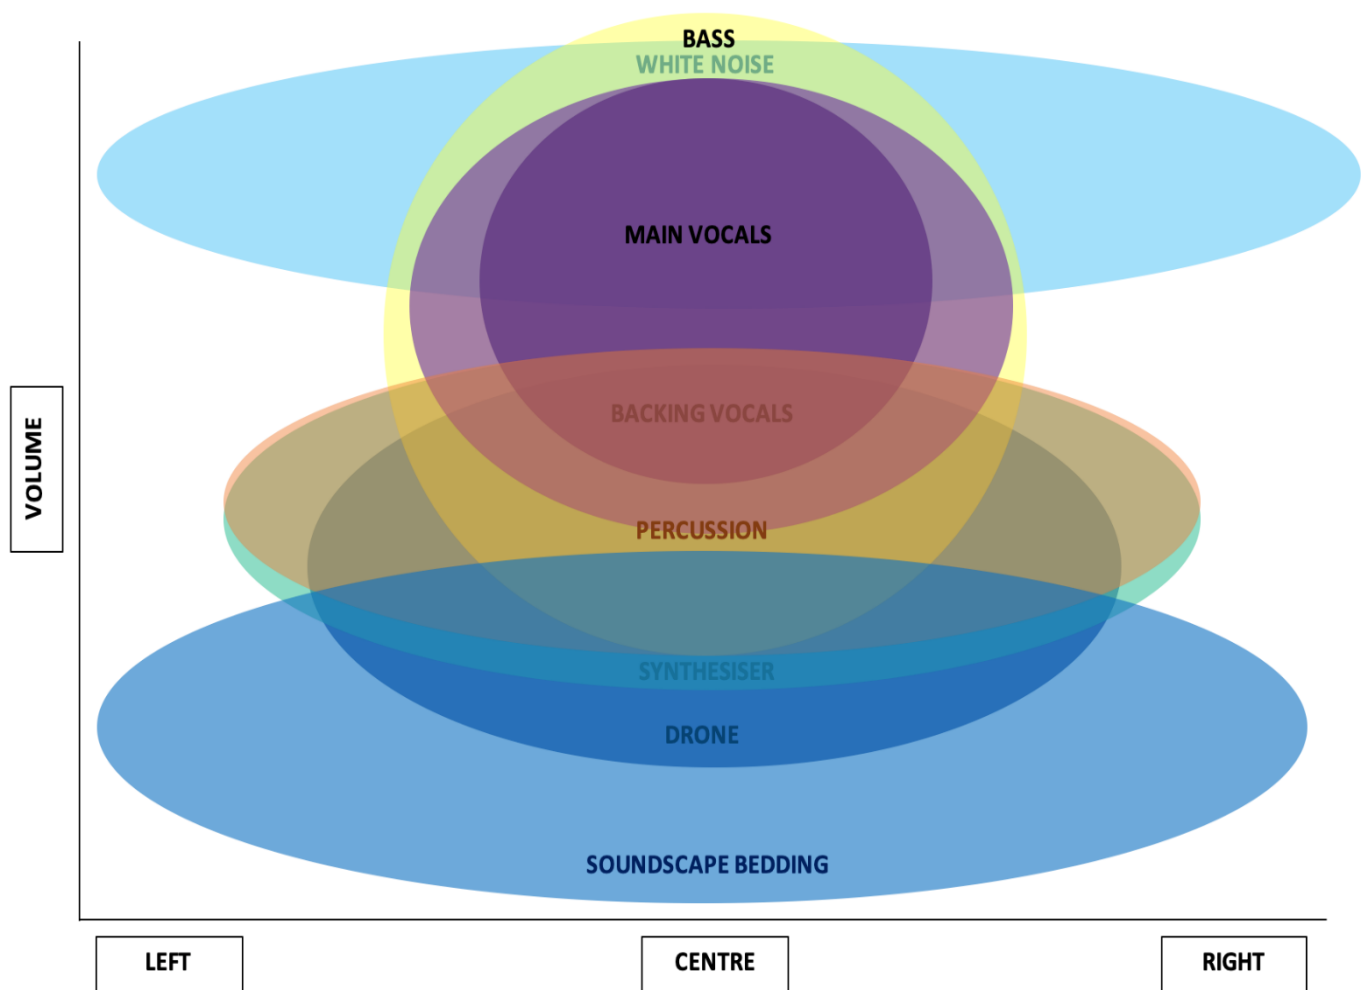 BASS
WHITE NOISE
MAIN VOCALS
BACKING VOCALS
VOLUME
PERCUSSION
SYNTHESISER
DRONE
SOUNDSCAPE BEDDING
LEFT
CENTRE
RIGHT